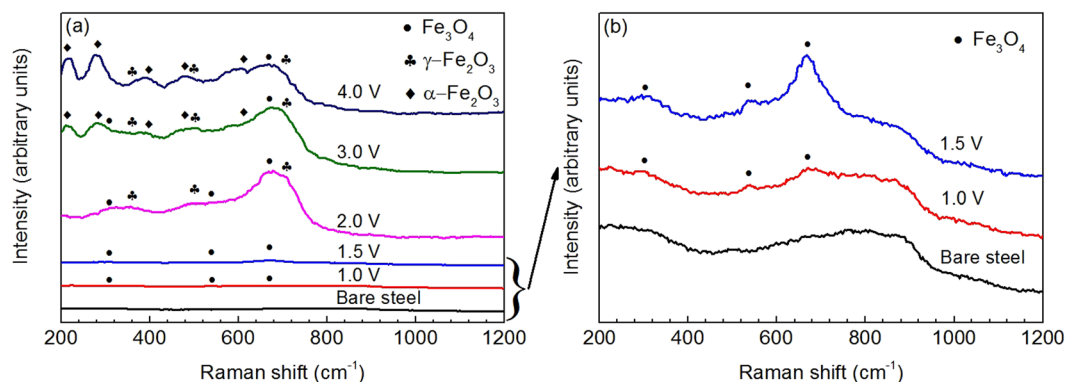 (a)
Fe₃O₄
γ–Fe₂O₃
α–Fe₂O₃
4.0 V
3.0 V
2.0 V
1.5 V
1.0 V
Bare steel
200 400 600 800 1000 1200
Raman shift (cm⁻¹)
Intensity (arbitrary units)
(b)
Fe₃O₄
1.5 V
1.0 V
Bare steel
200 400 600 800 1000 1200
Raman shift (cm⁻¹)
Intensity (arbitrary units)